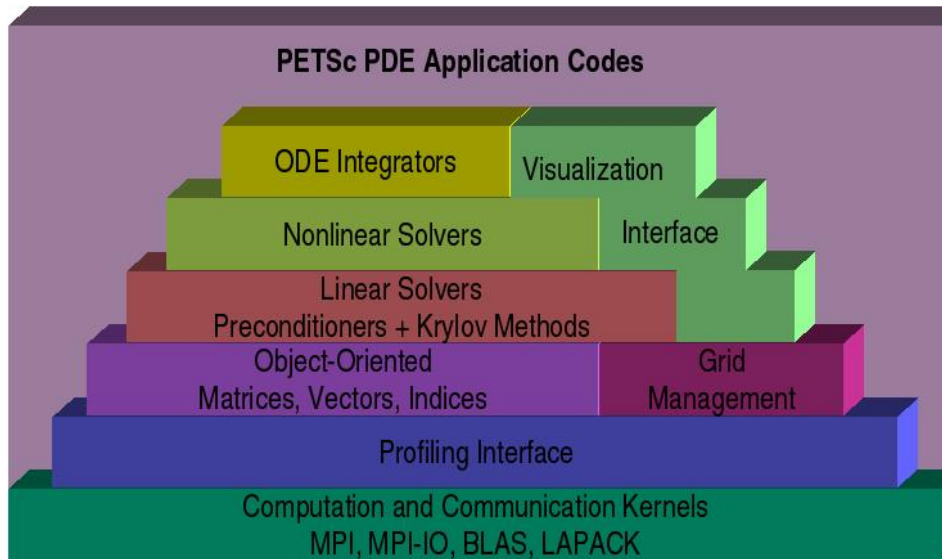 PETSc PDE Application Codes
ODE Integrators
Visualization
Nonlinear Solvers
Interface
Linear Solvers
Preconditioners + Krylov Methods
Object-Oriented
Matrices, Vectors, Indices
Grid
Management
Profiling Interface
Computation and Communication Kernels
MPI, MPI-IO, BLAS, LAPACK